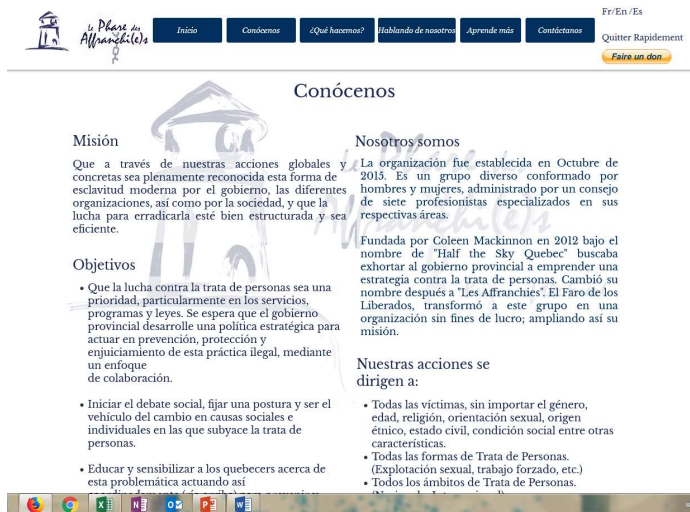 Le Phare des
Affranchi(e)s
Inicio
Conócenos
¿Qué hacemos?
Hablando de nosotros
Aprende más
Contáctanos
Fr/En /Es
Quitter Rapidement
Faire un don
Conócenos
Misión
Que a través de nuestras acciones globales y
concretas sea plenamente reconocida esta forma de
esclavitud moderna por el gobierno, las diferentes
organizaciones, así como por la sociedad, y que la
lucha para erradicarla esté bien estructurada y sea
eficiente.
Objetivos
• Que la lucha contra la trata de personas sea una
prioridad, particularmente en los servicios,
programas y leyes. Se espera que el gobierno
provincial desarrolle una política estratégica para
actuar en prevención, protección y
enjuiciamiento de esta práctica ilegal, mediante
un enfoque
de colaboración.
• Iniciar el debate social, fijar una postura y ser el
vehículo del cambio en causas sociales e
individuales en las que subyace la trata de
personas.
• Educar y sensibilizar a los quebecers acerca de
esta problemática actuando así
Nosotros somos
La organización fue establecida en Octubre de
2015. Es un grupo diverso conformado por
hombres y mujeres, administrado por un consejo
de siete profesionistas especializados en sus
respectivas áreas.
Fundada por Coleen Mackinnon en 2012 bajo el
nombre de "Half the Sky Quebec" buscaba
exhortar al gobierno provincial a emprender una
estrategia contra la trata de personas. Cambió su
nombre después a "Les Affranchies". El Faro de los
Liberados, transformó a este grupo en una
organización sin fines de lucro; ampliando así su
misión.
Nuestras acciones se
dirigen a:
• Todas las víctimas, sin importar el género,
edad, religión, orientación sexual, origen
étnico, estado civil, condición social entre otras
características.
• Todas las formas de Trata de Personas.
(Explotación sexual, trabajo forzado, etc.)
• Todos los ámbitos de Trata de Personas.
Le Phare des
Affranchi(e)s